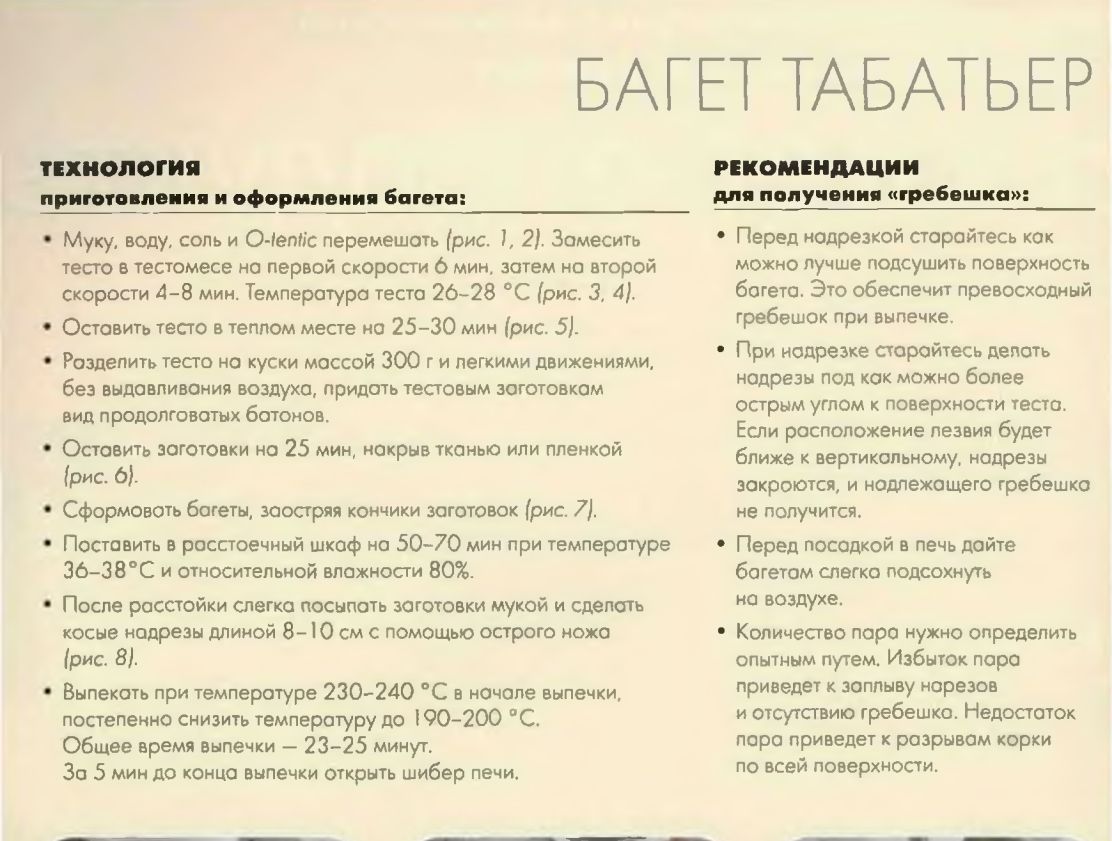 БАГЕТ ТАБАТЬЕР
ТЕХНОЛОГИЯ
приготовления и оформления багета:
• Муку, воду, соль и O-tentic перемешать (рис. 1, 2). Замесить
тесто в тестомесе на первой скорости 6 мин, затем на второй
скорости 4–8 мин. Температура теста 26–28 °С (рис. 3, 4).
• Оставить тесто в теплом месте на 25–30 мин (рис. 5).
• Разделить тесто на куски массой 300 г и легкими движениями,
без выдавливания воздуха, придать тестовым заготовкам
вид продолговатых батонов.
• Оставить заготовки на 25 мин, накрыв тканью или пленкой
(рис. 6).
• Сформовать багеты, заостряя кончики заготовок (рис. 7).
• Поставить в расстоечный шкаф на 50–70 мин при температуре
36–38°С и относительной влажности 80%.
• После расстойки слегка посыпать заготовки мукой и сделать
косые надрезы длиной 8–10 см с помощью острого ножа
(рис. 8).
• Выпекать при температуре 230–240 °С в начале выпечки,
постепенно снизить температуру до 190–200 °С.
Общее время выпечки — 23–25 минут.
За 5 мин до конца выпечки открыть шибер печи.
РЕКОМЕНДАЦИИ
для получения «гребешка»:
• Перед надрезкой старайтесь как
можно лучше подсушить поверхность
багета. Это обеспечит превосходный
гребешок при выпечке.
• При надрезке старайтесь делать
надрезы под как можно более
острым углом к поверхности теста.
Если расположение лезвия будет
ближе к вертикальному, надрезы
закроются, и надлежащего гребешка
не получится.
• Перед посадкой в печь дайте
багетам слегка подсохнуть
на воздухе.
• Количество пара нужно определить
опытным путем. Избыток пара
приведет к заплыву нарезов
и отсутствию гребешка. Недостаток
пара приведет к разрывам корки
по всей поверхности.